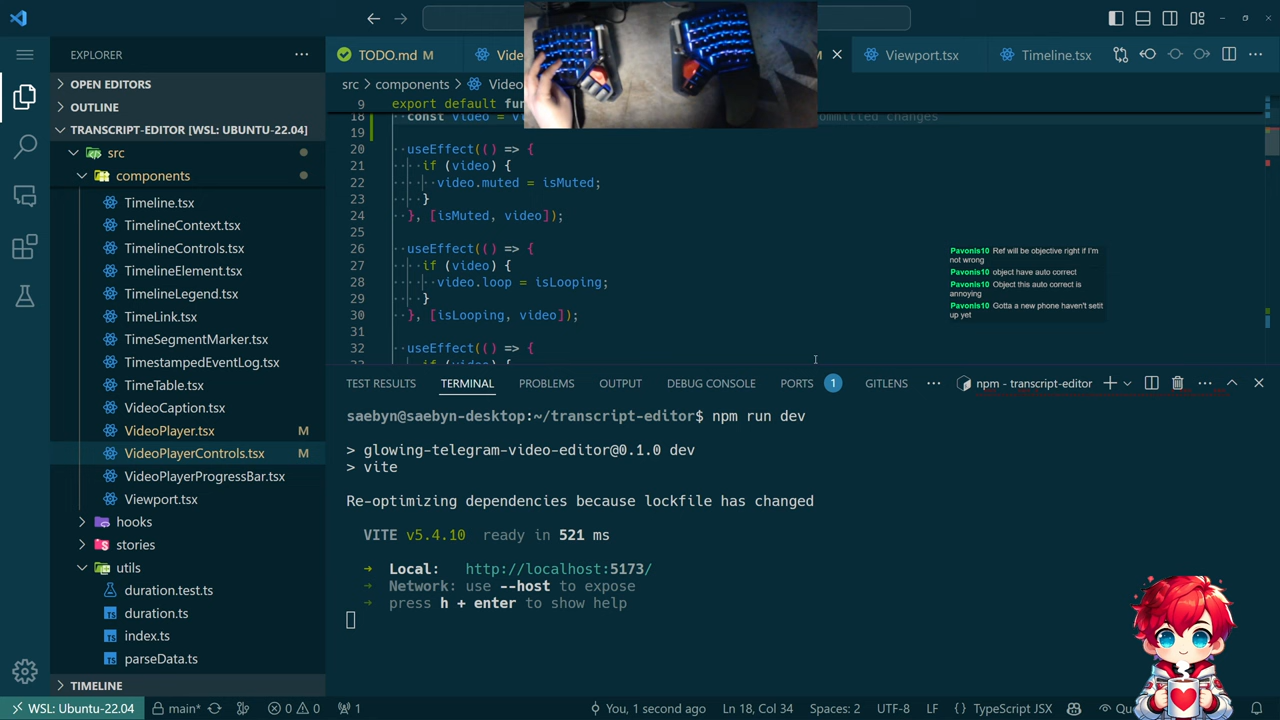 EXPLORER
TODO.md M
Vide
Viewport.tsx
Timeline.tsx
OPEN EDITORS
OUTLINE
TRANSCRIPT-EDITOR [WSL: UBUNTU-22.04]
src
components
Timeline.tsx
TimelineContext.tsx
TimelineControls.tsx
TimelineElement.tsx
TimelineLegend.tsx
TimeLink.tsx
TimeSegmentMarker.tsx
TimestampedEventLog.tsx
TimeTable.tsx
VideoCaption.tsx
VideoPlayer.tsx M
VideoPlayerControls.tsx M
VideoPlayerProgressBar.tsx
Viewport.tsx
hooks
stories
utils
duration.test.ts
duration.ts
index.ts
parseData.ts
TIMELINE
src > components > Video
9 export default fun
18 const video = vi ommitted changes
19
20 useEffect(() => {
21 if (video) {
22 video.muted = isMuted;
23 }
24 }, [isMuted, video]);
25
26 useEffect(() => {
27 if (video) {
28 video.loop = isLooping;
29 }
30 }, [isLooping, video]);
31
32 useEffect(() => {
Pavonis10 Ref will be objective right if I'm
not wrong
Pavonis10 object have auto correct
Pavonis10 Object this auto correct is
annoying
Pavonis10 Gotta a new phone haven't setit
up yet
TEST RESULTS TERMINAL PROBLEMS OUTPUT DEBUG CONSOLE PORTS 1 GITLENS npm - transcript-editor
saebyn@saebyn-desktop:~/transcript-editor$ npm run dev
> glowing-telegram-video-editor@0.1.0 dev
> vite
Re-optimizing dependencies because lockfile has changed
VITE v5.4.10 ready in 521 ms
➜ Local: http://localhost:5173/
➜ Network: use --host to expose
➜ press h + enter to show help
WSL: Ubuntu-22.04 main* 0 0 1 You, 1 second ago Ln 18, Col 34 Spaces: 2 UTF-8 LF {} TypeScript JSX